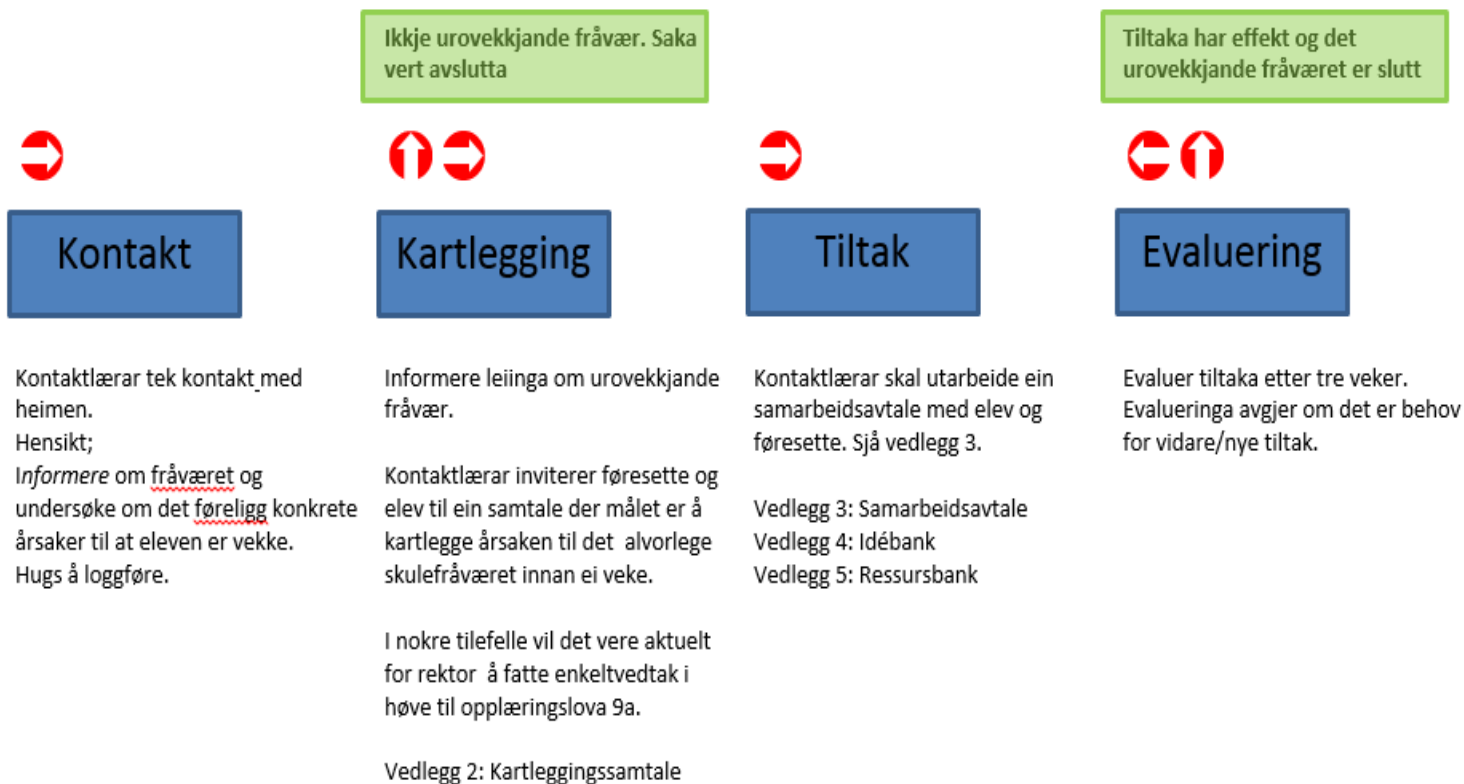 Ikkje urovekkjande fråvær. Saka
vert avslutta
Tiltaka har effekt og det
urovekkjande fråværet er slutt
Kontakt
Kartlegging
Tiltak
Evaluering
Kontaktlærar tek kontakt med
heimen.
Hensikt;
Informere om fråværet og
undersøke om det føreligg konkrete
årsaker til at eleven er vekke.
Hugs å loggføre.
Informere leiinga om urovekkjande
fråvær.
Kontaktlærar inviterer føresette og
elev til ein samtale der målet er å
kartlegge årsaken til det  alvorlege
skulefråværet innan ei veke.
I nokre tilefelle vil det vere aktuelt
for rektor  å fatte enkeltvedtak i
høve til opplæringslova 9a.
Vedlegg 2: Kartleggingssamtale
Kontaktlærar skal utarbeide ein
samarbeidsavtale med elev og
føresette. Sjå vedlegg 3.
Vedlegg 3: Samarbeidsavtale
Vedlegg 4: Idébank
Vedlegg 5: Ressursbank
Evaluer tiltaka etter tre veker.
Evalueringa avgjer om det er behov
for vidare/nye tiltak.